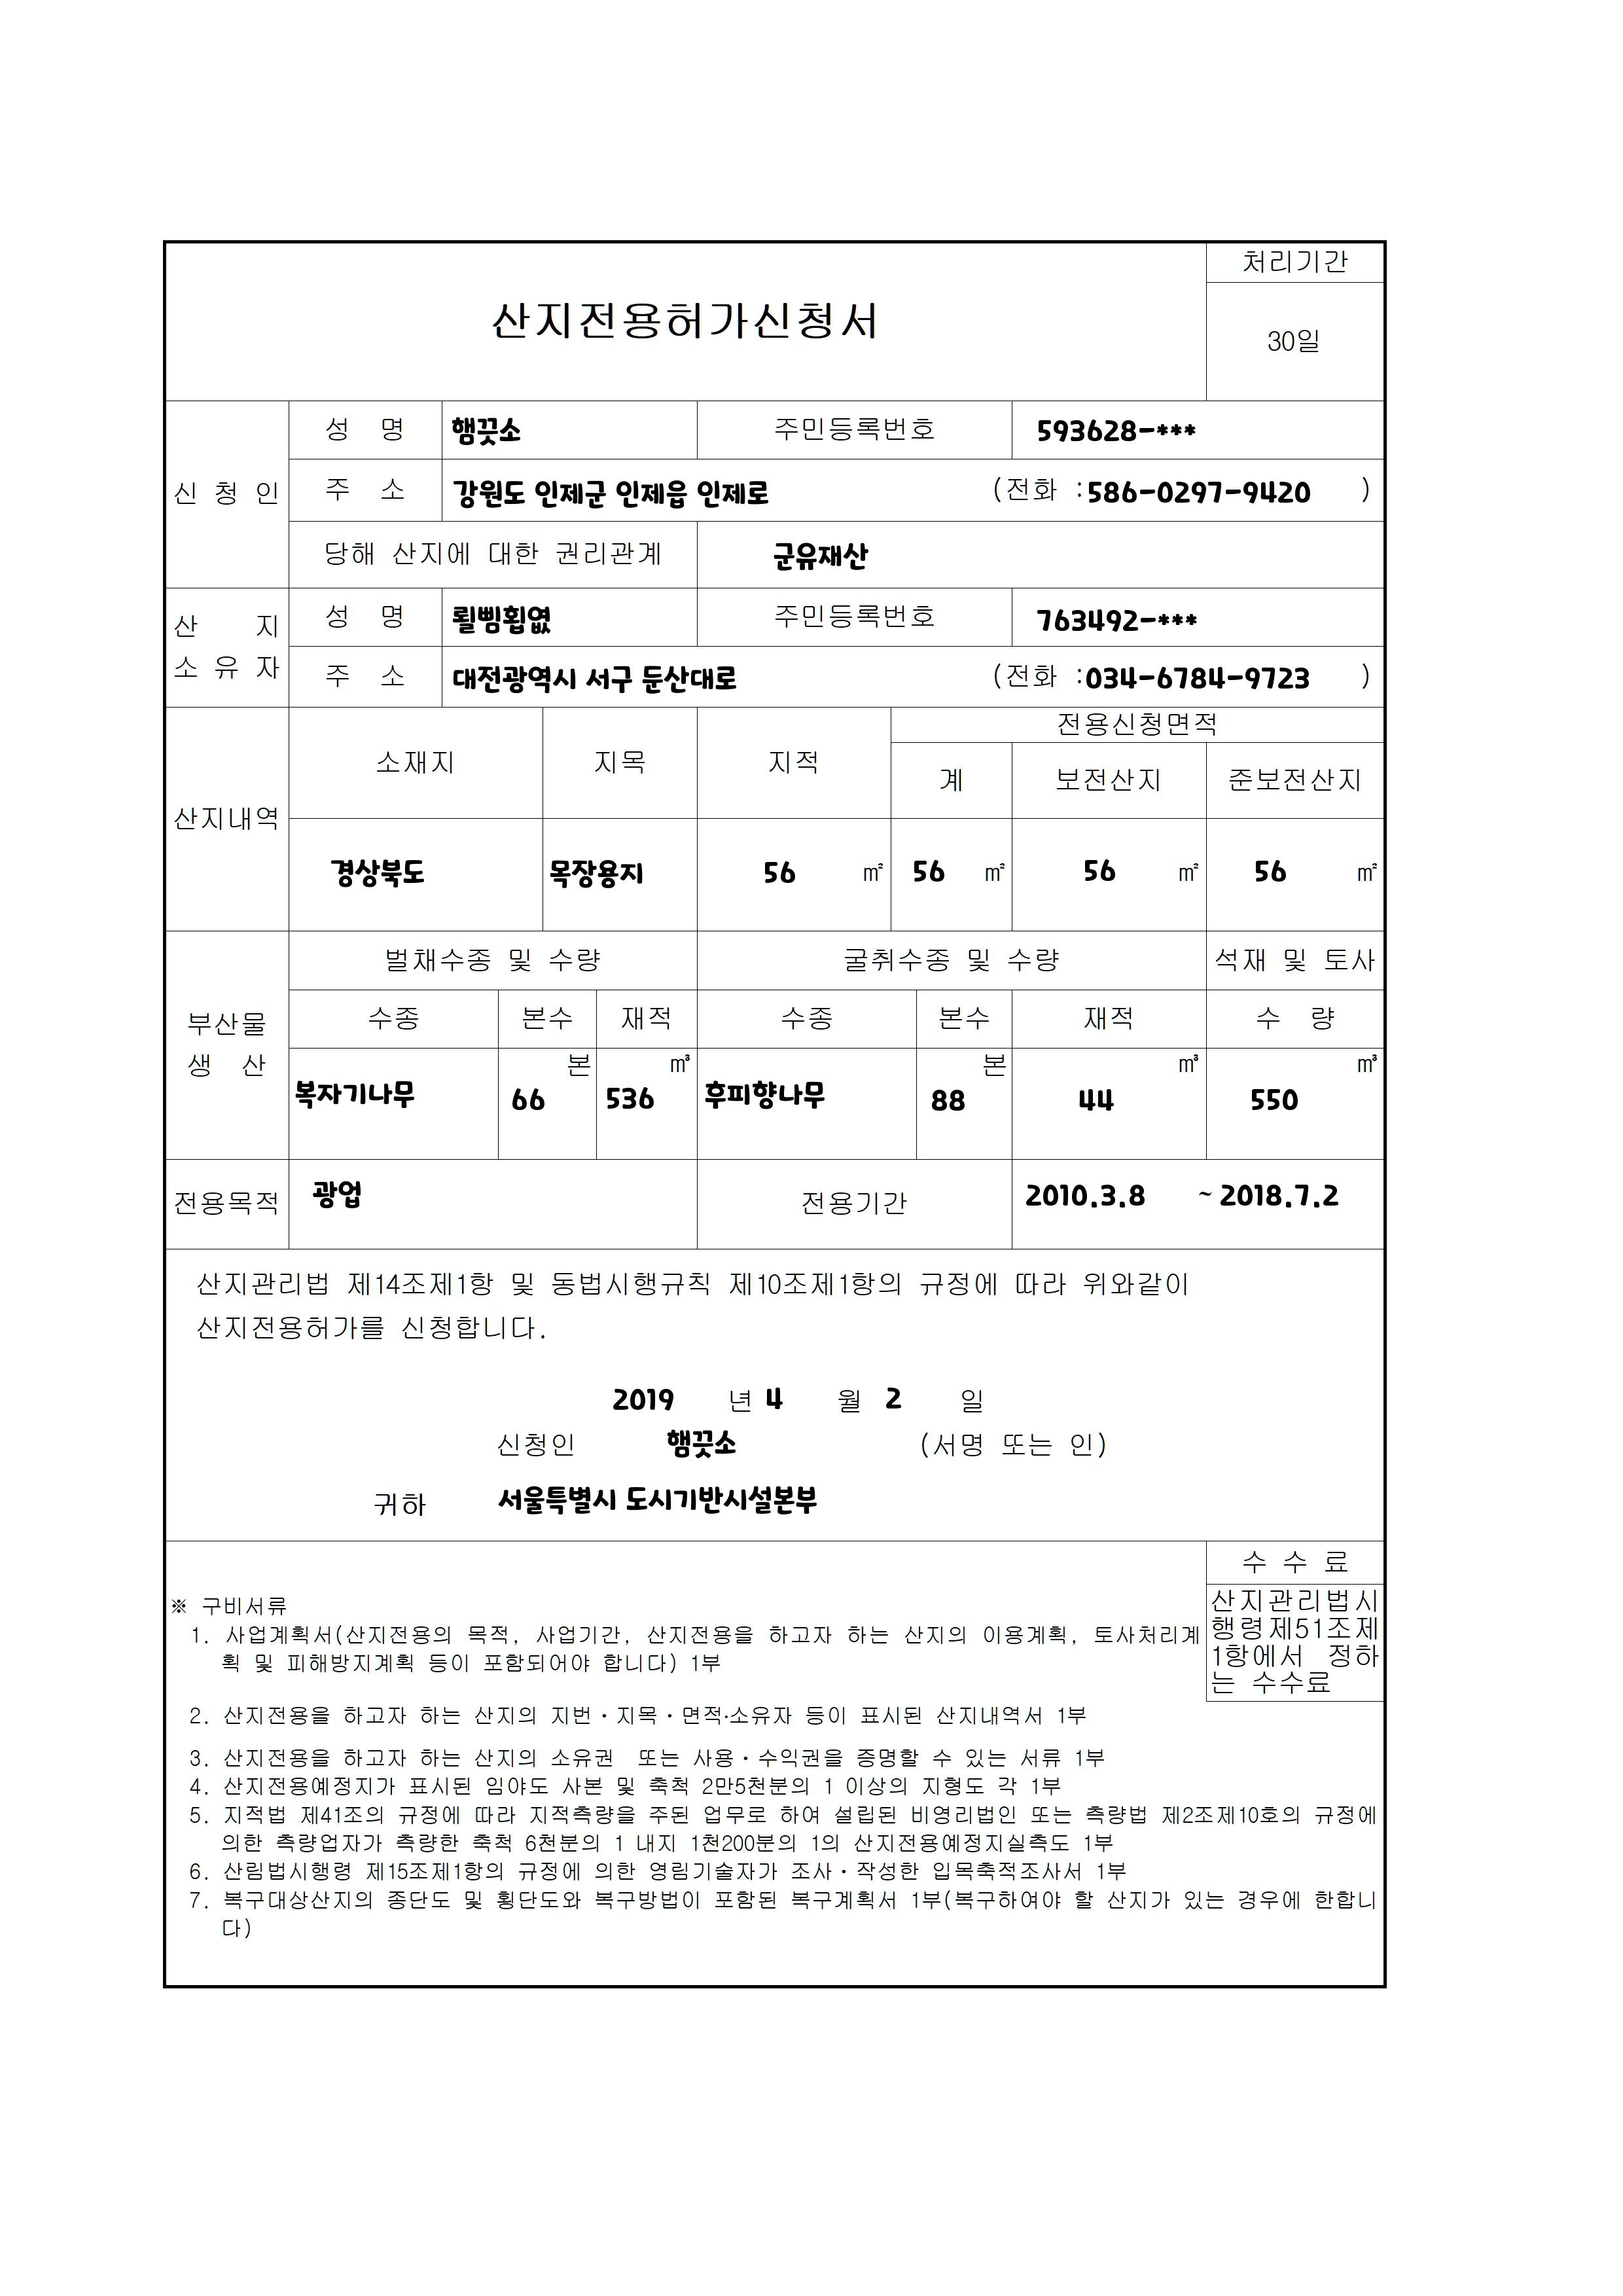 처리기간
산지전용허가신청서
30일
성 명 햄끗소 주민등록번호 593628-***
신 청 인 주 소 강원도 인제군 인제읍 인제로 (전화 :586-0297-9420 )
당해 산지에 대한 권리관계 군유재산
산 지 소 유 자 성 명 주민등록번호 763492-***
주 소 대전광역시 서구 둔산대로 (전화 :034-6784-9723 )
산지내역 소재지 지목 지적 전용신청면적
계 보전산지 준보전산지
경상북도 목장용지 56 ㎡ 56 ㎡ 56 ㎡ 56 ㎡
부산물 생 산 벌채수종 및 수량 굴취수종 및 수량 석재 및 토사
수종 본수 재적 수종 본수 재적 수 량
본 ㎥ 본 ㎥ ㎥
복자기나무 66 536 후피향나무 88 44 550
전용목적 광업 전용기간 2010.3.8 ~ 2018.7.2
산지관리법 제14조제1항 및 동법시행규칙 제10조제1항의 규정에 따라 위와같이
산지전용허가를 신청합니다.
2019 년 4 월 2 일
신청인 햄끗소 (서명 또는 인)
귀하 서울특별시 도시기반시설본부
수 수 료
산지관리법시
행령제51조제
1항에서 정하
는 수수료
※ 구비서류
1. 사업계획서(산지전용의 목적, 사업기간, 산지전용을 하고자 하는 산지의 이용계획, 토사처리계
획 및 피해방지계획 등이 포함되어야 합니다) 1부
2. 산지전용을 하고자 하는 산지의 지번·지목·면적·소유자 등이 표시된 산지내역서 1부
3. 산지전용을 하고자 하는 산지의 소유권 또는 사용·수익권을 증명할 수 있는 서류 1부
4. 산지전용예정지가 표시된 임야도 사본 및 축척 2만5천분의 1 이상의 지형도 각 1부
5. 지적법 제41조의 규정에 따라 지적측량을 주된 업무로 하여 설립된 비영리법인 또는 측량법 제2조제10호의 규정에
의한 측량업자가 측량한 축척 6천분의 1 내지 1천200분의 1의 산지전용예정지실측도 1부
6. 산림법시행령 제15조제1항의 규정에 의한 영림기술자가 조사·작성한 입목축적조사서 1부
7. 복구대상산지의 종단도 및 횡단도와 복구방법이 포함된 복구계획서 1부(복구하여야 할 산지가 있는 경우에 한합니
다)